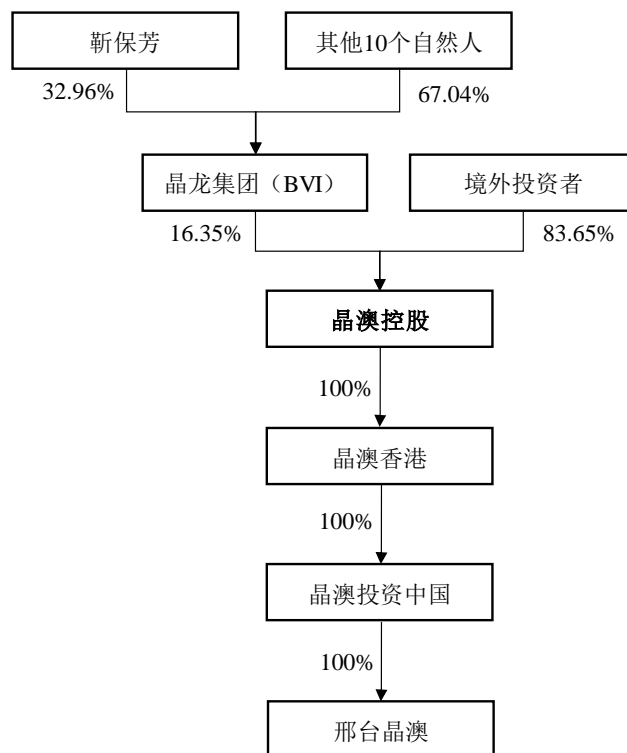 靳保芳
其他10个自然人
32.96%
67.04%
晶龙集团（BVI）
境外投资者
16.35%
83.65%
晶澳控股
100%
晶澳香港
100%
晶澳投资中国
100%
邢台晶澳